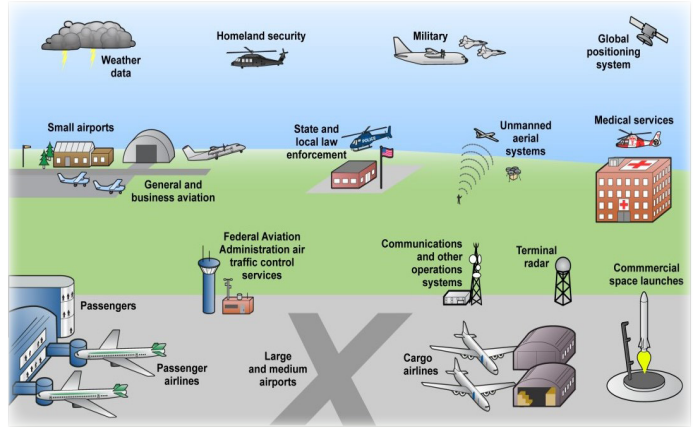 Weather
data
Homeland security
Military
Global
positioning
system
Small airports
State and
local law
enforcement
POLICE
Unmanned
aerial
systems
Medical services
General and
business aviation
Federal Aviation
Administration air
traffic control
services
Communications
and other
operations
systems
Terminal
radar
Commmercial
space launches
Passengers
Passenger
airlines
Large
and medium
airports
Cargo
airlines